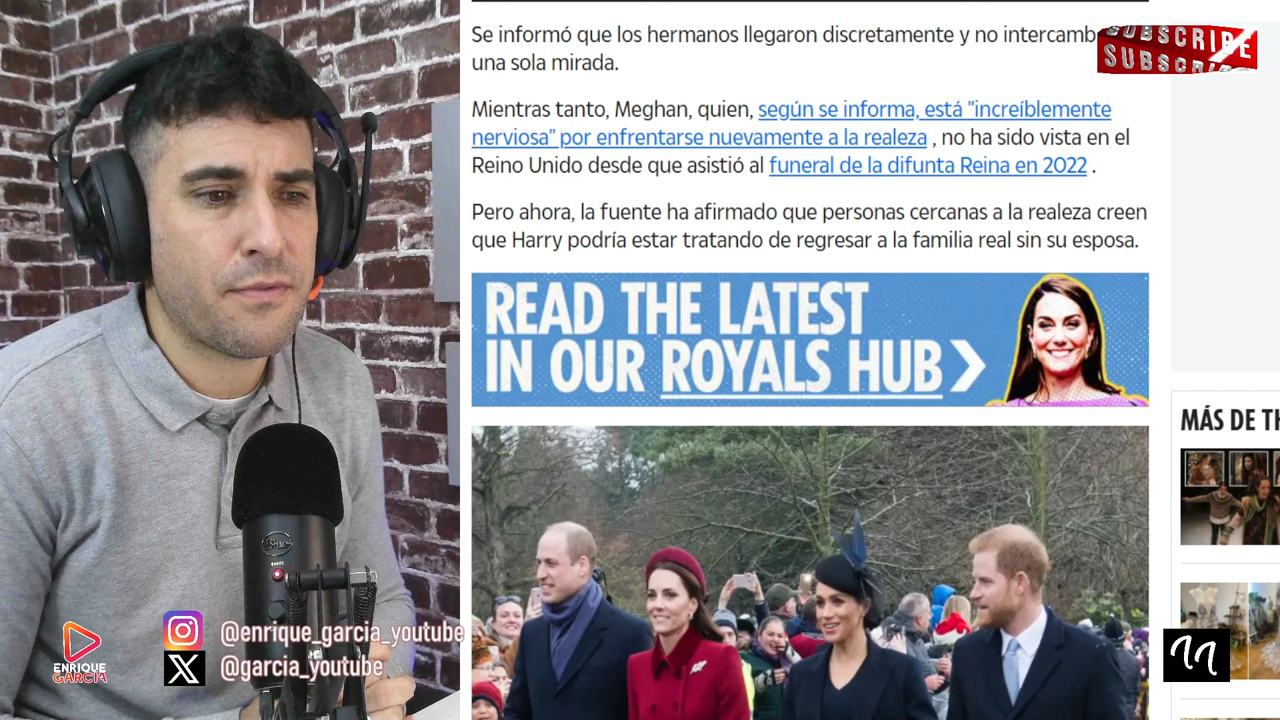 Se informó que los hermanos llegaron discretamente y no intercamb
una sola mirada.
SUBSCRIBE
SUBSCRI
Mientras tanto, Meghan, quien, según se informa, está "increíblemente
nerviosa" por enfrentarse nuevamente a la realeza , no ha sido vista en el
Reino Unido desde que asistió al funeral de la difunta Reina en 2022 .
Pero ahora, la fuente ha afirmado que personas cercanas a la realeza creen
que Harry podría estar tratando de regresar a la familia real sin su esposa.
READ THE LATEST
IN OUR ROYALS HUB
MÁS DE TH
Blue
ENRIQUE
GARCIA
@enrique_garcia_youtube
@garcia_youtube